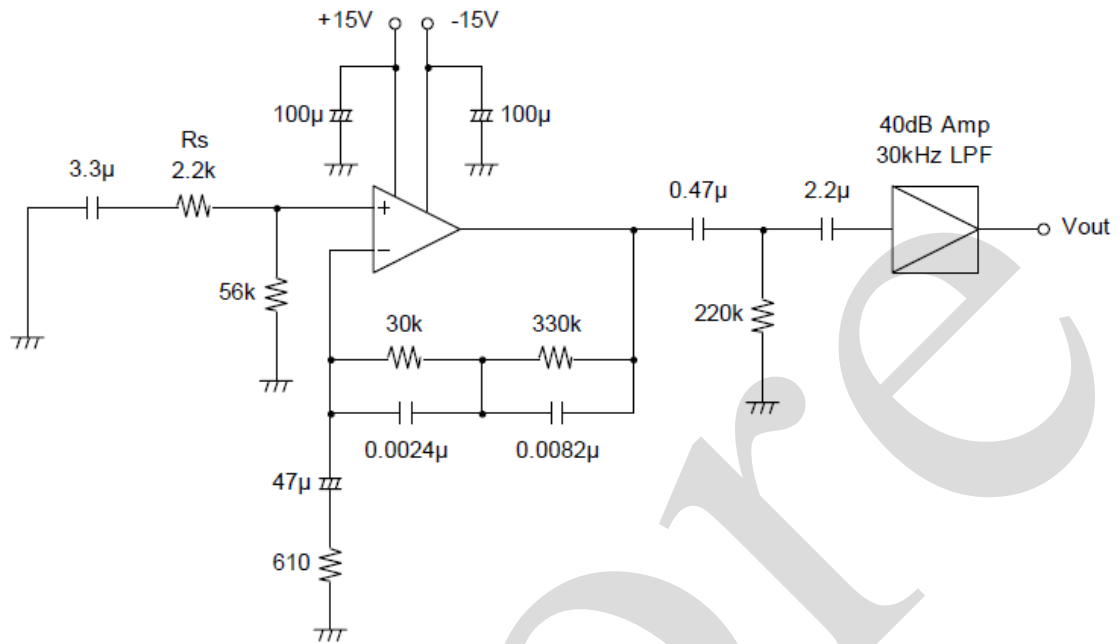 +15V
-15V
100µ
100µ
40dB Amp
30kHz LPF
Rs
2.2k
3.3µ
0.47µ
2.2µ
+
−
Vout
56k
220k
30k
330k
0.0024µ
0.0082µ
47µ
610
ore